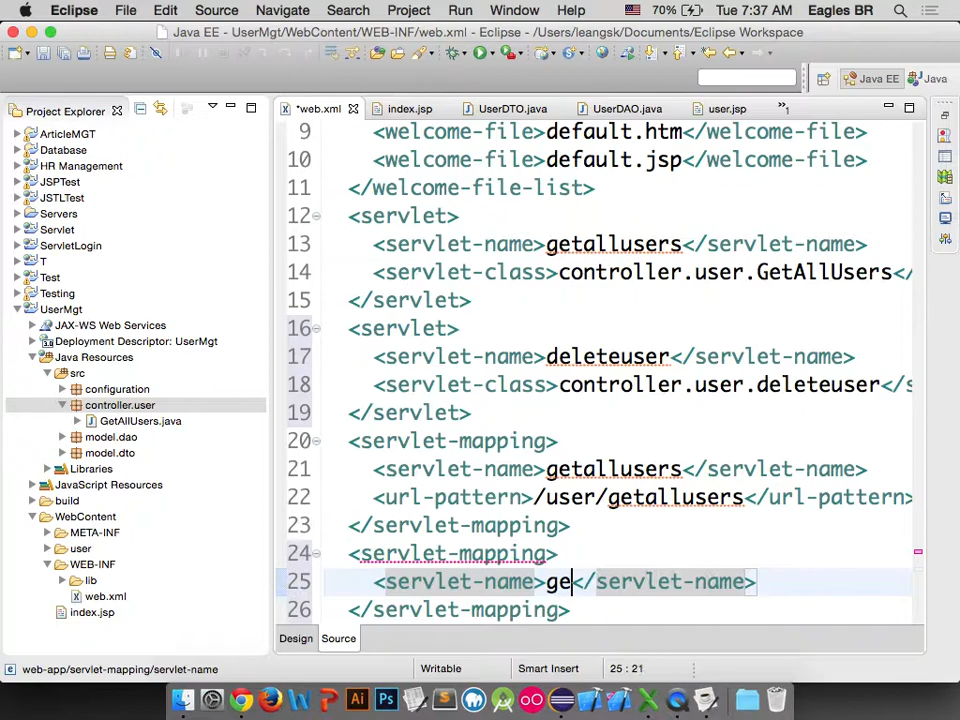 Eclipse File Edit Source Navigate Search Project Run Window Help 70% Tue 7:37 AM Eagles BR
Java EE - UserMgt/WebContent/WEB-INF/web.xml - Eclipse - /Users/leangsk/Documents/Eclipse Workspace
Java EE Java
Project Explorer
*web.xml index.jsp UserDTO.java UserDAO.java user.jsp »1
ArticleMGT
Database
HR Management
JSPTest
JSTLTest
Servers
Servlet
ServletLogin
T
Test
Testing
UserMgt
JAX-WS Web Services
Deployment Descriptor: UserMgt
Java Resources
src
configuration
controller.user
GetAllUsers.java
model.dao
model.dto
Libraries
JavaScript Resources
build
WebContent
META-INF
user
WEB-INF
lib
web.xml
index.jsp
9 <welcome-file>default.htm</welcome-file>
10 <welcome-file>default.jsp</welcome-file>
11 </welcome-file-list>
12 <servlet>
13 <servlet-name>getallusers</servlet-name>
14 <servlet-class>controller.user.GetAllUsers</
15 </servlet>
16 <servlet>
17 <servlet-name>deleteuser</servlet-name>
18 <servlet-class>controller.user.deleteuser</s
19 </servlet>
20 <servlet-mapping>
21 <servlet-name>getallusers</servlet-name>
22 <url-pattern>/user/getallusers</url-pattern>
23 </servlet-mapping>
24 <servlet-mapping>
25 <servlet-name>ge</servlet-name>
26 </servlet-mapping>
Design Source
web-app/servlet-mapping/servlet-name Writable Smart Insert 25 : 21